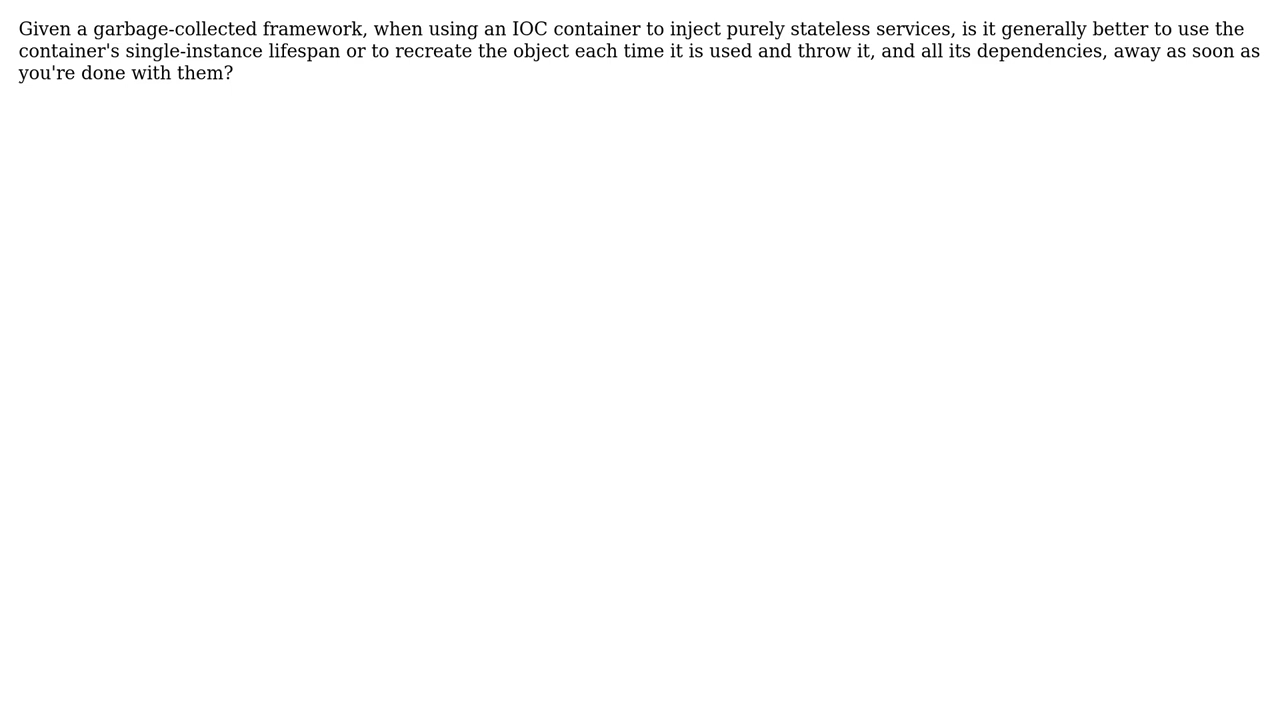 Given a garbage-collected framework, when using an IOC container to inject purely stateless services, is it generally better to use the
container's single-instance lifespan or to recreate the object each time it is used and throw it, and all its dependencies, away as soon as
you're done with them?